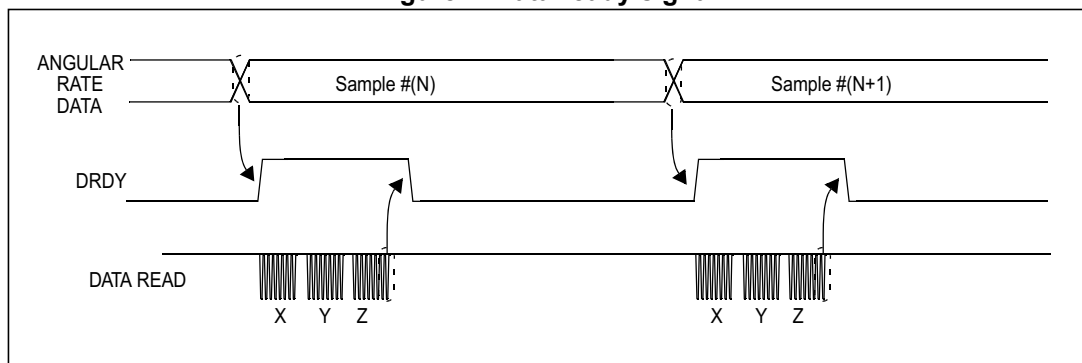 ANGULAR
RATE
DATA
Sample #(N)
Sample #(N+1)
DRDY
DATA READ
X Y Z
X Y Z